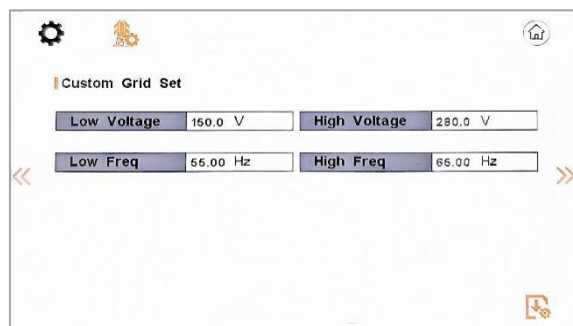 Custom Grid Set
Low Voltage 150.0 V High Voltage 280.0 V
Low Freq 55.00 Hz High Freq 65.00 Hz